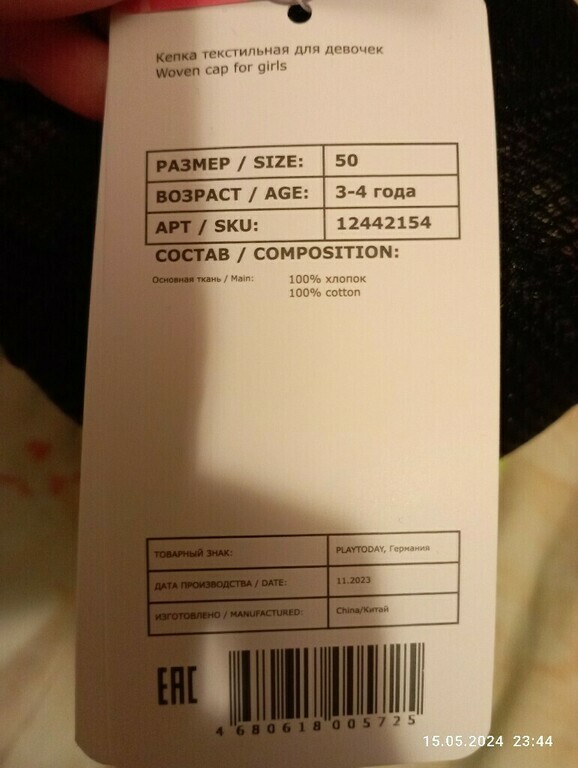 Кепка текстильная для девочек
Woven cap for girls
РАЗМЕР / SIZE: 50
ВОЗРАСТ / AGE: 3-4 года
АРТ / SKU: 12442154
СОСТАВ / COMPOSITION:
Основная ткань / Main: 100% хлопок
100% cotton
ТОВАРНЫЙ ЗНАК: PLAYTODAY, Германия
ДАТА ПРОИЗВОДСТВА / DATE: 11.2023
ИЗГОТОВЛЕНО / MANUFACTURED: China/Китай
EAC
4 680618 005725
15.05.2024 23:44